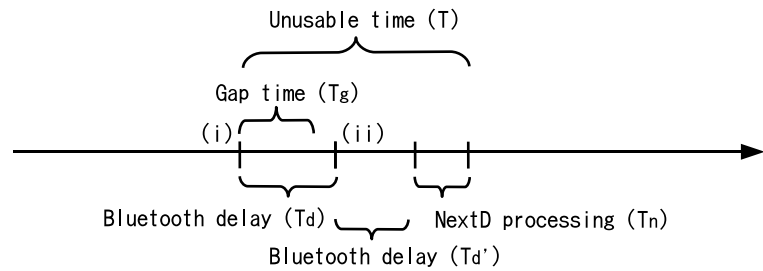 Unusable time (T)
Gap time (Tg)
(i)
(ii)
Bluetooth delay (Td)
NextD processing (Tn)
Bluetooth delay (Td')